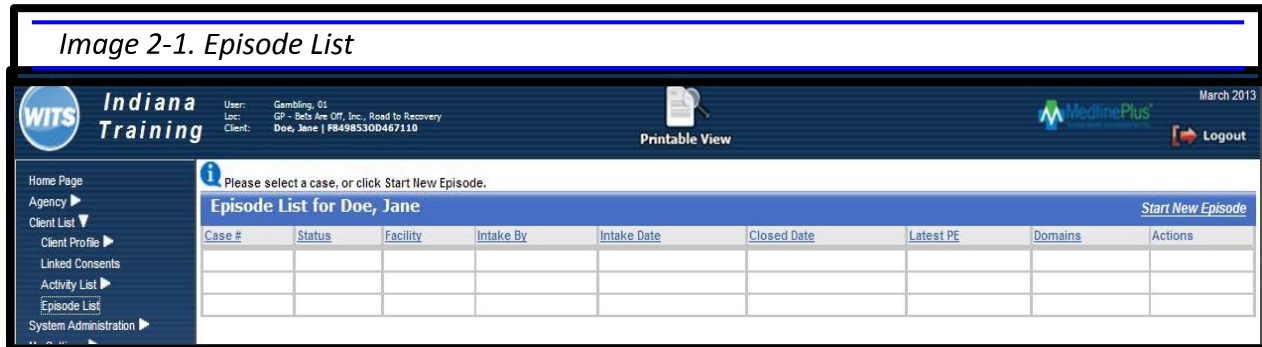 Image 2-1. Episode List
WITS
Indiana
Training
User: Gambling, 01
Loc: GP - Bets Are Off, Inc., Road to Recovery
Client: Doe, Jane | F849853OD467110
Printable View
MedlinePlus
March 2013
Logout
Home Page
Agency
Client List
Client Profile
Linked Consents
Activity List
Episode List
System Administration
Please select a case, or click Start New Episode.
Episode List for Doe, Jane
Start New Episode
Case # Status Facility Intake By Intake Date Closed Date Latest PE Domains Actions